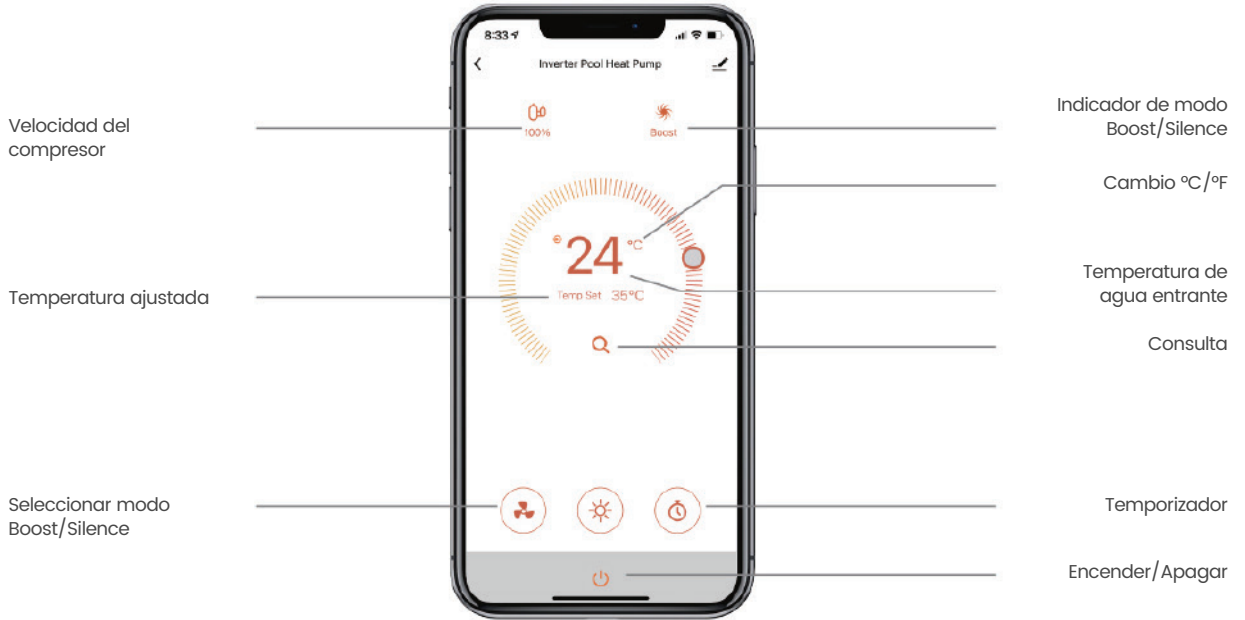 8:33
Inverter Pool Heat Pump
100%
Boost
Velocidad del
compresor
Indicador de modo
Boost/Silence
Cambio ºC/ºF
24 °C
Temp Set 35°C
Temperatura ajustada
Temperatura de
agua entrante
Consulta
Seleccionar modo
Boost/Silence
Temporizador
Encender/Apagar